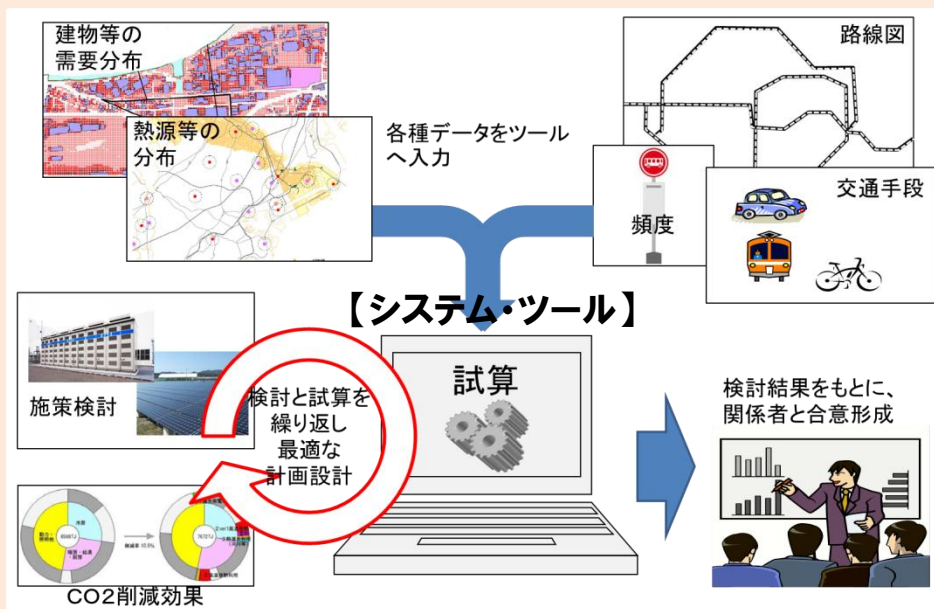 建物等の
需要分布
熱源等の
分布
各種データをツール
へ入力
路線図
頻度
交通手段
【システム・ツール】
試算
施策検討
検討と試算を
繰り返し
最適な
計画設計
CO2削減効果
検討結果をもとに、
関係者と合意形成